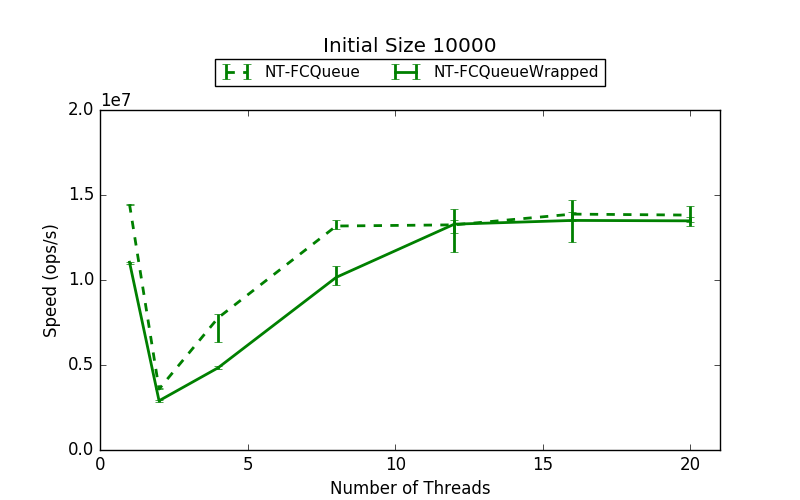 Initial Size 10000
NT-FCQueue NT-FCQueueWrapped
1e7
2.0
1.5
1.0
0.5
0.0
Speed (ops/s)
0 5 10 15 20
Number of Threads